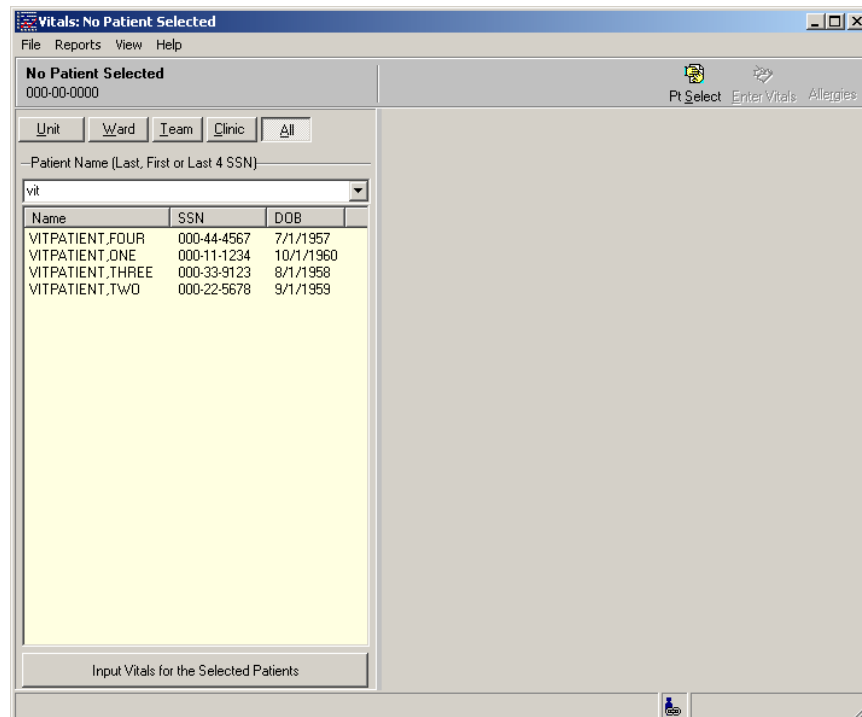 Vitals: No Patient Selected
File Reports View Help
No Patient Selected
000-00-0000
Pt Select Enter Vitals Allergies
Unit Ward Team Clinic All
Patient Name (Last, First or Last 4 SSN)
vit
Name SSN DOB
VITPATIENT,FOUR 000-44-4567 7/1/1957
VITPATIENT,ONE 000-11-1234 10/1/1960
VITPATIENT,THREE 000-33-9123 8/1/1958
VITPATIENT,TWO 000-22-5678 9/1/1959
Input Vitals for the Selected Patients